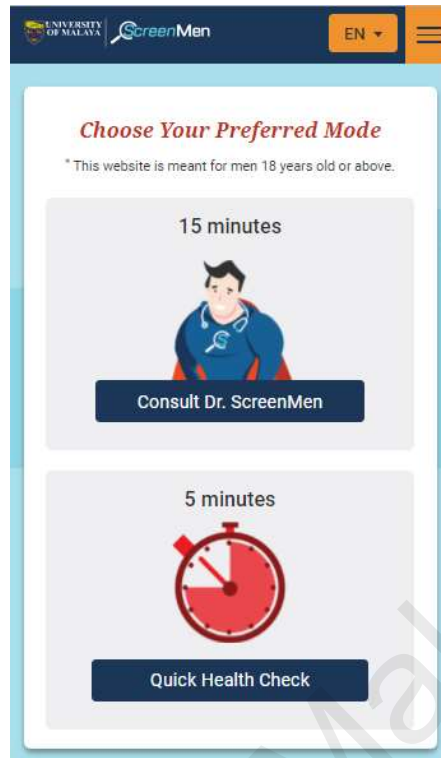 UNIVERSITY
OF MALAYA
ScreenMen
EN
Choose Your Preferred Mode
* This website is meant for men 18 years old or above.
15 minutes
S
Consult Dr. ScreenMen
5 minutes
Quick Health Check
Mal